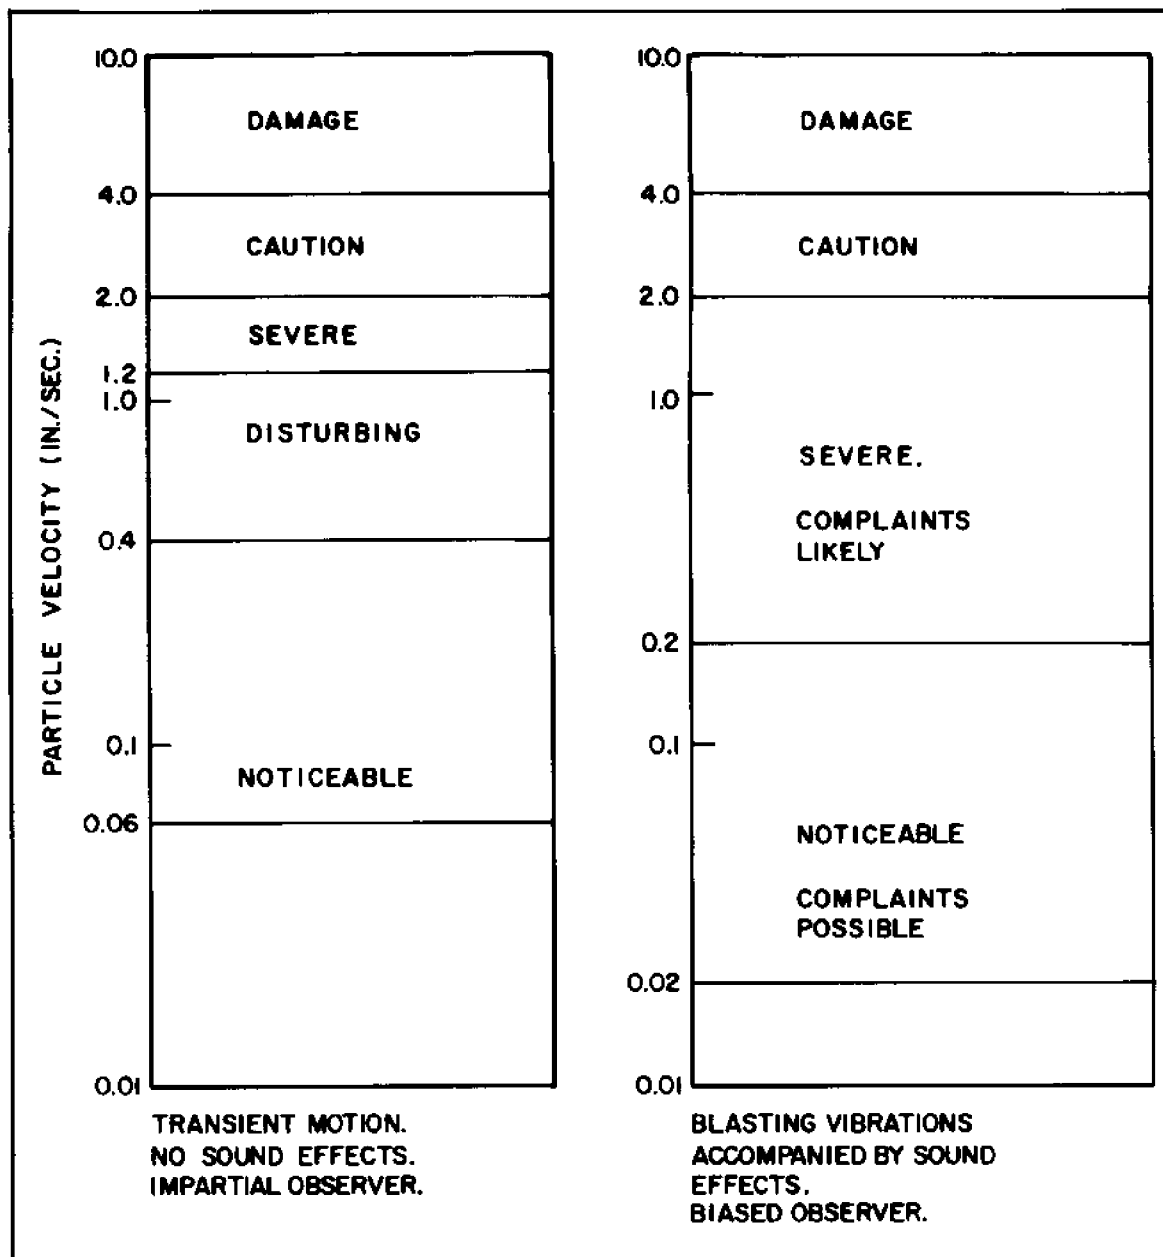 PARTICLE VELOCITY (IN./SEC.)
10.0
DAMAGE
4.0
CAUTION
2.0
SEVERE
1.2
1.0
DISTURBING
0.4
0.1
NOTICEABLE
0.06
0.01
TRANSIENT MOTION.
NO SOUND EFFECTS.
IMPARTIAL OBSERVER.
10.0
DAMAGE
4.0
CAUTION
2.0
1.0
SEVERE.
COMPLAINTS
LIKELY
0.2
0.1
NOTICEABLE
COMPLAINTS
POSSIBLE
0.02
0.01
BLASTING VIBRATIONS
ACCOMPANIED BY SOUND
EFFECTS.
BIASED OBSERVER.